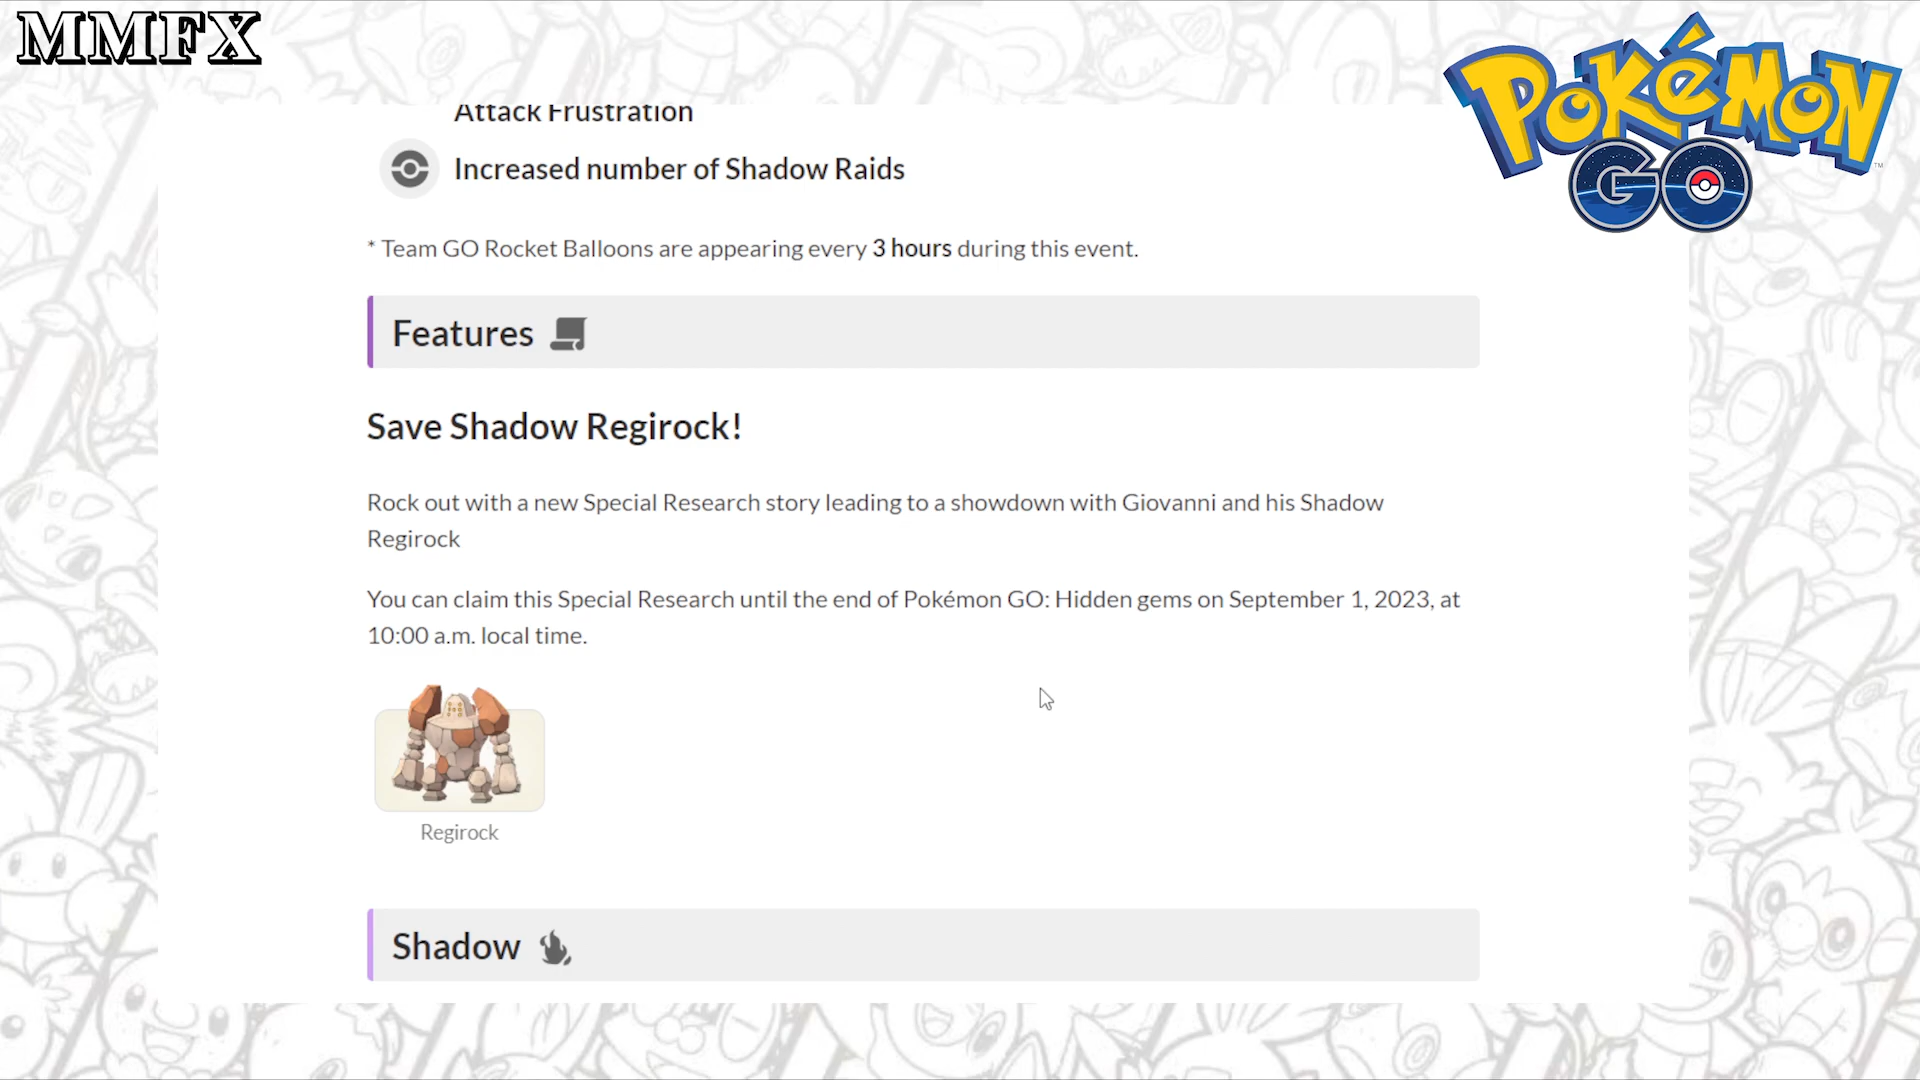 MMFX
POKéMON
GO
Attack Frustration
Increased number of Shadow Raids
* Team GO Rocket Balloons are appearing every 3 hours during this event.
Features
Save Shadow Regirock!
Rock out with a new Special Research story leading to a showdown with Giovanni and his Shadow
Regirock
You can claim this Special Research until the end of Pokémon GO: Hidden gems on September 1, 2023, at
10:00 a.m. local time.
Regirock
Shadow